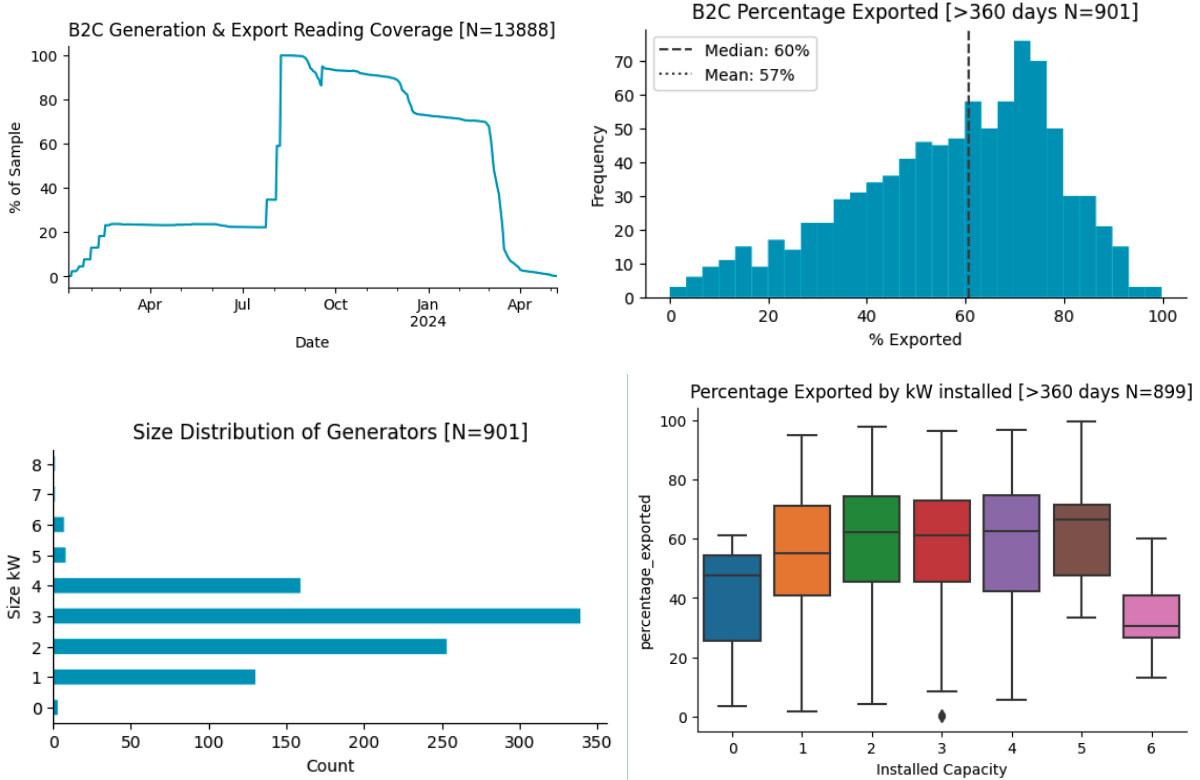 B2C Generation & Export Reading Coverage [N=13888]
% of Sample
100
80
60
40
20
0
Apr
Jul
Oct
Jan
2024
Apr
Date
B2C Percentage Exported [>360 days N=901]
Median: 60%
Mean: 57%
Frequency
70
60
50
40
30
20
10
0
0
20
40
60
80
100
% Exported
Size Distribution of Generators [N=901]
Size kW
8
7
6
5
4
3
2
1
0
0
50
100
150
200
250
300
350
Count
Percentage Exported by kW installed [>360 days N=899]
percentage_exported
100
80
60
40
20
0
0
1
2
3
4
5
6
Installed Capacity